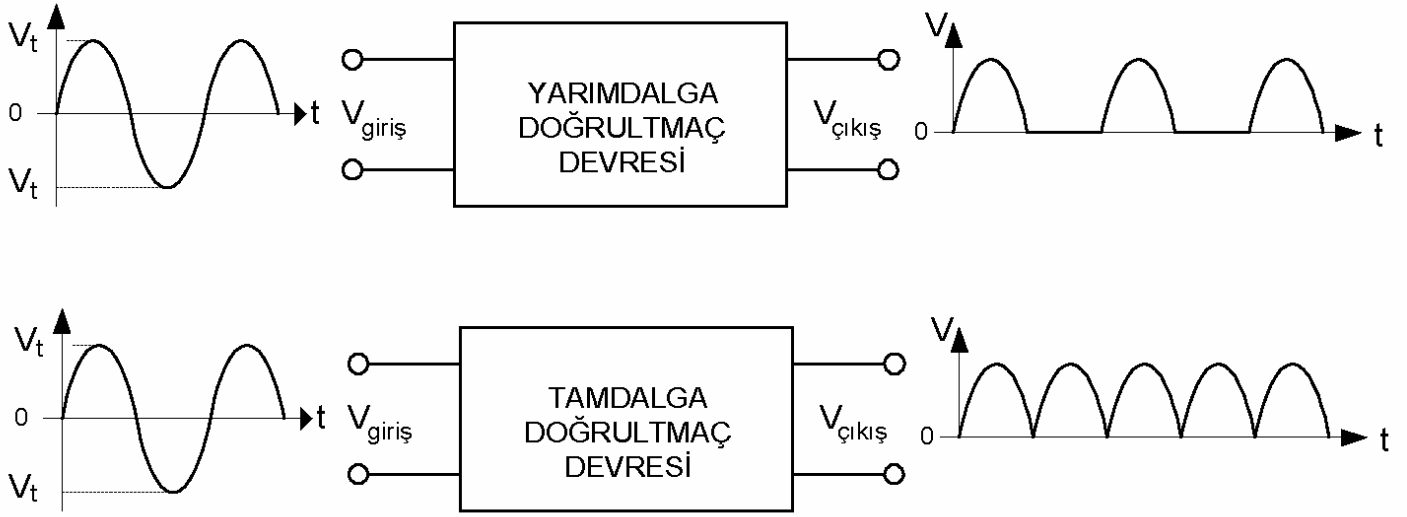 Vt
0
Vt
t
Vgiriş
YARIMDALGA
DOĞRULTMAÇ
DEVRESİ
Vçıkış
V
0
t
Vt
0
Vt
t
Vgiriş
TAMDALGA
DOĞRULTMAÇ
DEVRESİ
Vçıkış
V
0
t